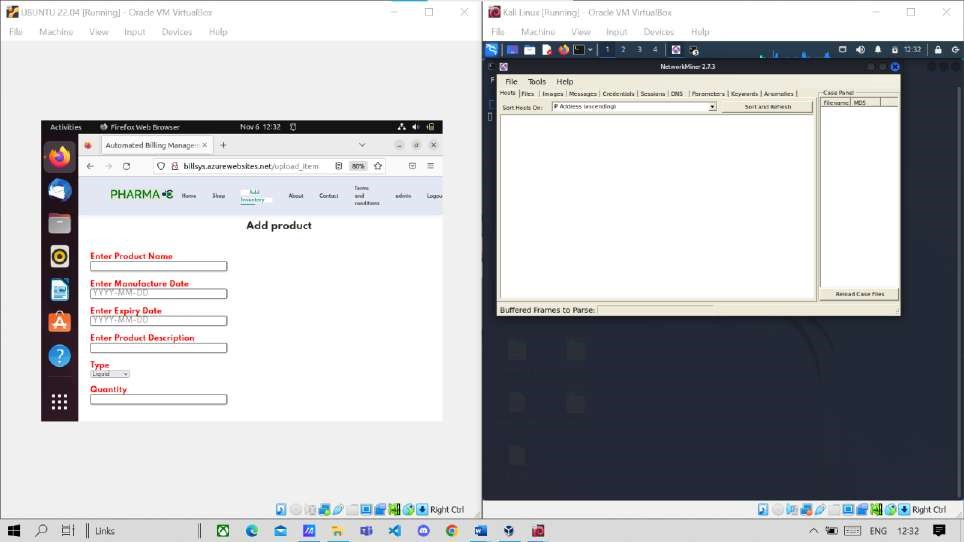 UBUNTU 22.04 [Running] - Oracle VM VirtualBox
File Machine View Input Devices Help
Activities Firefox Web Browser Nov 6 12:32
Automated Billing Managem
billsys.azurewebsites.net/upload_item 80%
PHARMA
Home Shop Add Inventory About Contact Terms and conditions admin Logou
Add product
Enter Product Name
Enter Manufacture Date
YYYY-MM-DD
Enter Expiry Date
YYYY-MM-DD
Enter Product Description
Type
Liquid
Quantity
Right Ctrl
Kali Linux [Running] - Oracle VM VirtualBox
File Machine View Input Devices Help
1 2 3 4 12:32
NetworkMiner 2.7.3
File Tools Help
Hosts Files Images Messages Credentials Sessions DNS Parameters Keywords Anomalies
Sort Hosts On: IP Address (ascending) Sort and Refresh
Case Panel
Filename MD5
Reload Case Files
Buffered Frames to Parse:
Right Ctrl
Links
ENG 12:32